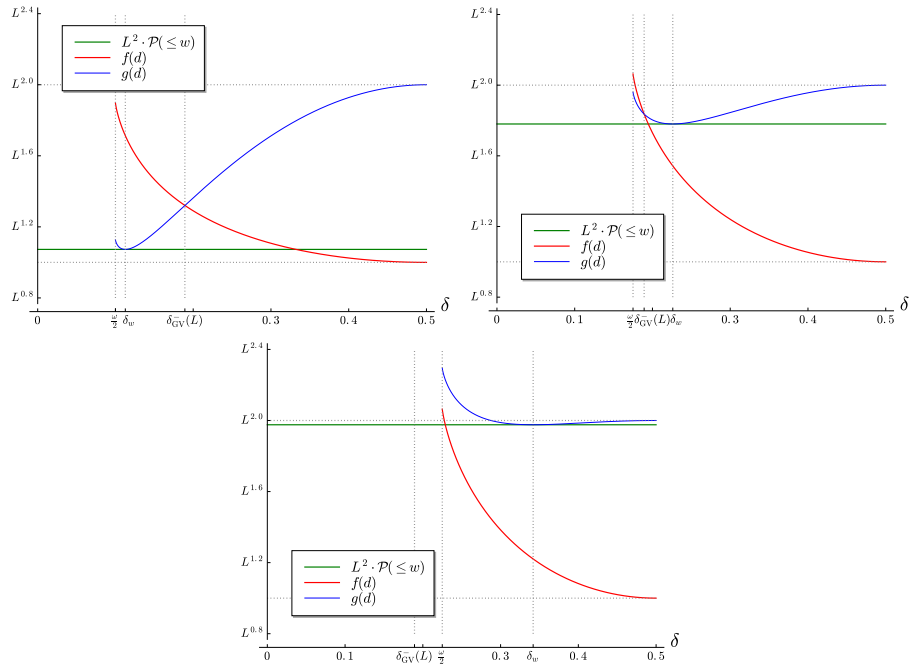 L^2.4
L^2.0
L^1.6
L^1.2
L^0.8
L^2 · P(≤w)
f(d)
g(d)
0
ω/2
δ_w
δ^-_GV(L)
0.3
0.4
0.5
δ
L^2.4
L^2.0
L^1.6
L^1.2
L^0.8
L^2 · P(≤w)
f(d)
g(d)
0
0.1
ω/2
δ^-_GV(L)
δ_w
0.3
0.4
0.5
δ
L^2.4
L^2.0
L^1.6
L^1.2
L^0.8
L^2 · P(≤w)
f(d)
g(d)
0
0.1
δ^-_GV(L)
ω/2
0.3
δ_w
0.4
0.5
δ